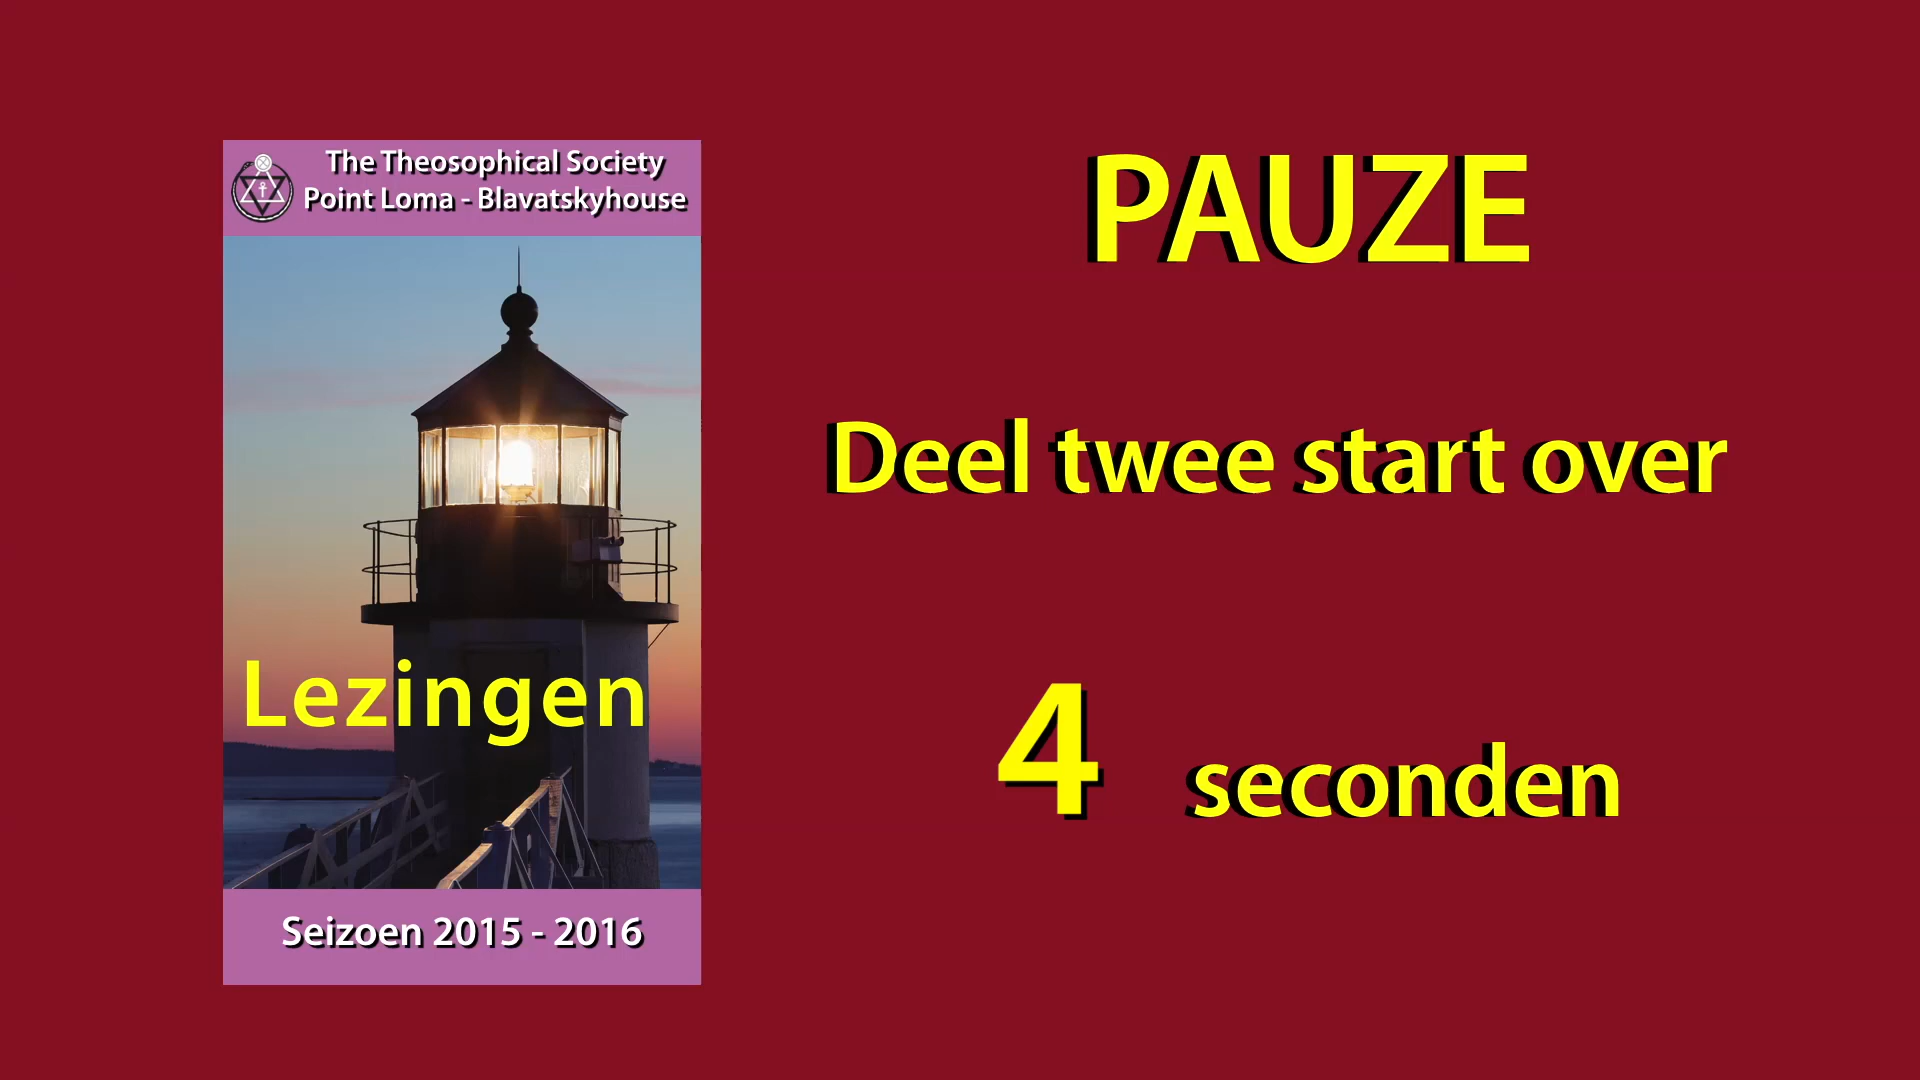 The Theosophical Society
Point Loma - Blavatskyhouse
Lezingen
Seizoen 2015 - 2016
PAUZE
Deel twee start over
4 seconden